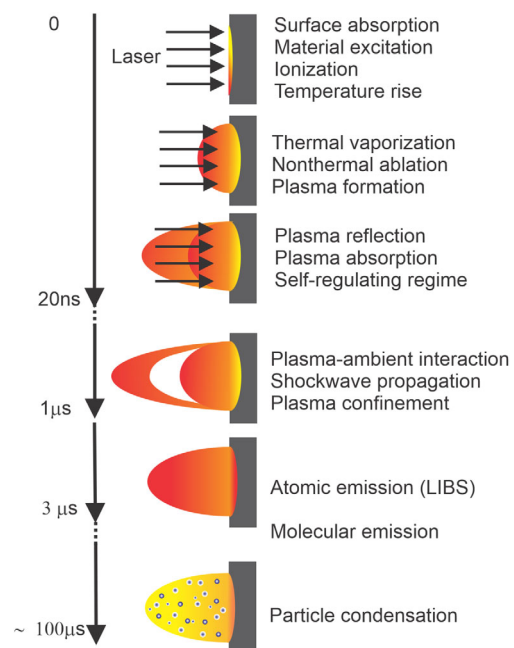 0
Laser
Surface absorption
Material excitation
Ionization
Temperature rise
Thermal vaporization
Nonthermal ablation
Plasma formation
Plasma reflection
Plasma absorption
Self-regulating regime
20ns
Plasma-ambient interaction
Shockwave propagation
Plasma confinement
1μs
Atomic emission (LIBS)
3 μs
Molecular emission
Particle condensation
~ 100μs